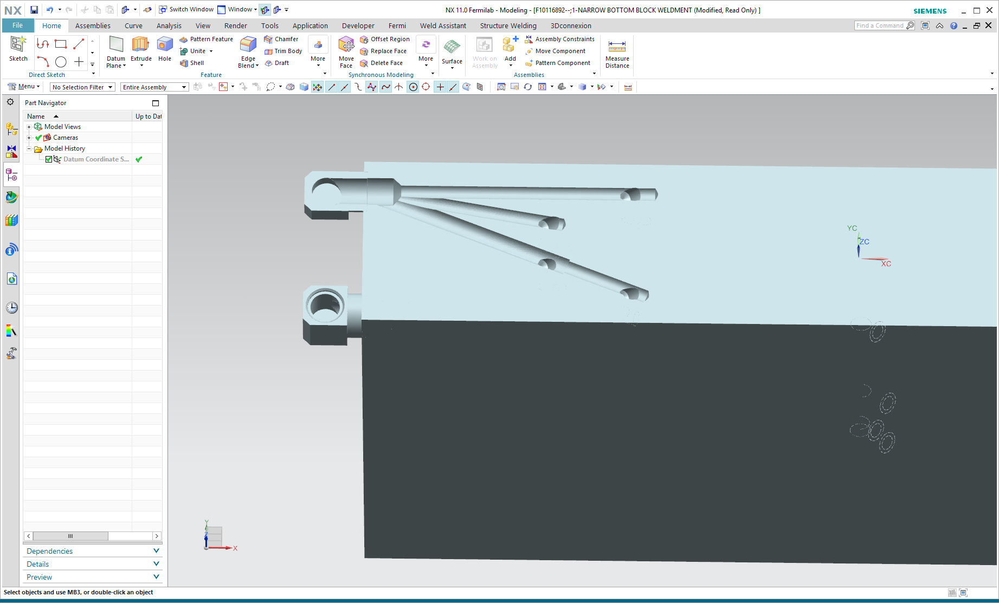 NX
Switch Window
Window
NX 11.0 Fermilab - Modeling - [F10116892--;1-NARROW BOTTOM BLOCK WELDMENT (Modified, Read Only) ]
SIEMENS
File
Home
Assemblies
Curve
Analysis
View
Render
Tools
Application
Developer
Fermi
Weld Assistant
Structure Welding
3Dconnexion
Find a Command
Sketch
Direct Sketch
Datum Plane
Extrude
Hole
Pattern Feature
Unite
Shell
Edge Blend
Chamfer
Trim Body
Draft
More
Feature
Move Face
Offset Region
Replace Face
Delete Face
More
Synchronous Modeling
Surface
Work on Assembly
Add
Assembly Constraints
Move Component
Pattern Component
Assemblies
Measure Distance
Menu
No Selection Filter
Entire Assembly
Part Navigator
Name
Up to Dat
Model Views
Cameras
Model History
Datum Coordinate S...
YC
ZC
XC
Y
Z
X
Dependencies
Details
Preview
Select objects and use MB3, or double-click an object